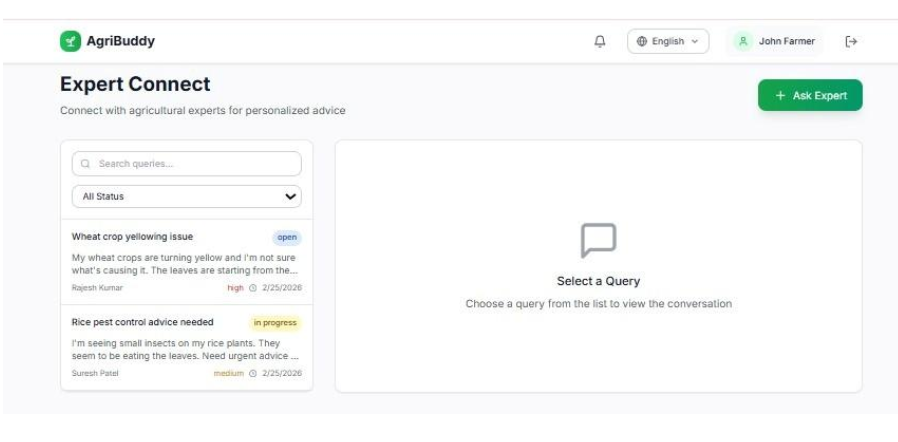 AgriBuddy
English
John Farmer
Expert Connect
Connect with agricultural experts for personalized advice
+ Ask Expert
Search queries...
All Status
Wheat crop yellowing issue
open
My wheat crops are turning yellow and I'm not sure
what's causing it. The leaves are starting from the...
Rajesh Kumar
high
2/25/2026
Rice pest control advice needed
in progress
I'm seeing small insects on my rice plants. They
seem to be eating the leaves. Need urgent advice ...
Suresh Patel
medium
2/25/2026
Select a Query
Choose a query from the list to view the conversation